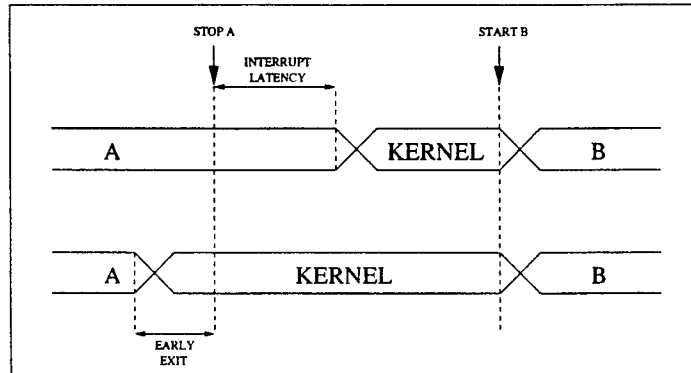 STOP A
START B
INTERRUPT
LATENCY
A
KERNEL
B
A
KERNEL
B
EARLY
EXIT